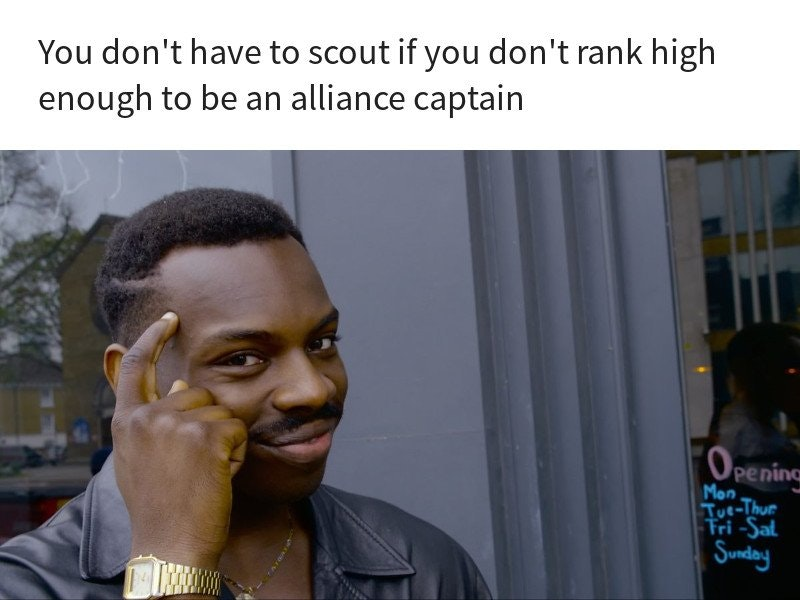 You don't have to scout if you don't rank high
enough to be an alliance captain
Opening
Mon
Tue-Thur
Fri-Sat
Sunday